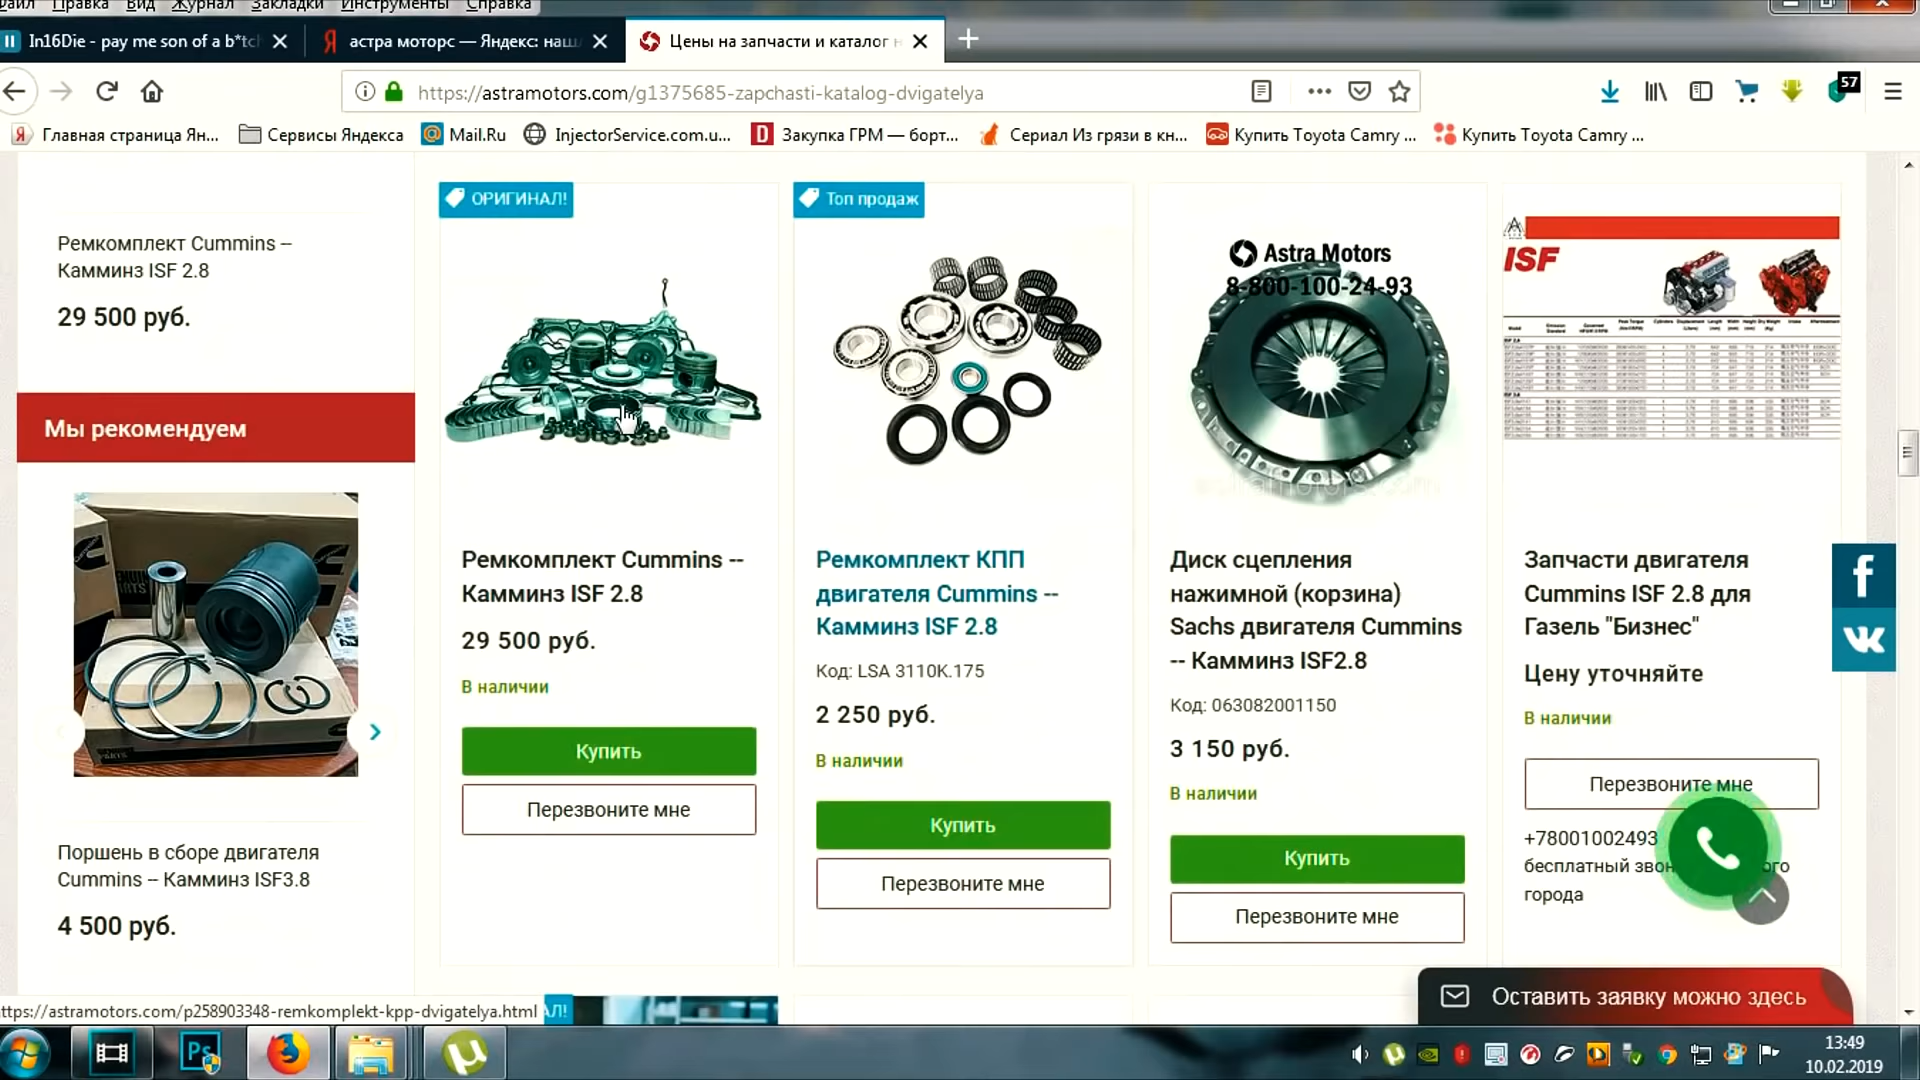 Файл Правка Вид Журнал Закладки Инструменты Справка
In16Die - pay me son of a b*tch
астра моторс — Яндекс: наш
Цены на запчасти и каталог н
https://astramotors.com/g1375685-zapchasti-katalog-dvigatelya
57
Главная страница Ян...
Сервисы Яндекса
Mail.Ru
InjectorService.com.u...
Закупка ГРМ — борт...
Сериал Из грязи в кн...
Купить Toyota Camry ...
Купить Toyota Camry ...
Ремкомплект Cummins --
Камминз ISF 2.8
29 500 руб.
Мы рекомендуем
Поршень в сборе двигателя
Cummins -- Камминз ISF3.8
4 500 руб.
ОРИГИНАЛ!
Ремкомплект Cummins --
Камминз ISF 2.8
29 500 руб.
В наличии
Купить
Перезвоните мне
Топ продаж
Ремкомплект КПП
двигателя Cummins --
Камминз ISF 2.8
Код: LSA 3110K.175
2 250 руб.
В наличии
Купить
Перезвоните мне
Astra Motors
8-800-100-24-93
astramotors.com
Диск сцепления
нажимной (корзина)
Sachs двигателя Cummins
-- Камминз ISF2.8
Код: 063082001150
3 150 руб.
В наличии
Купить
Перезвоните мне
ISF
Запчасти двигателя
Cummins ISF 2.8 для
Газель "Бизнес"
Цену уточняйте
В наличии
Перезвоните мне
+78001002493
бесплатный
города
Оставить заявку можно здесь
https://astramotors.com/p258903348-remkomplekt-kpp-dvigatelya.html
АЛ!
Ps
13:49
10.02.2019